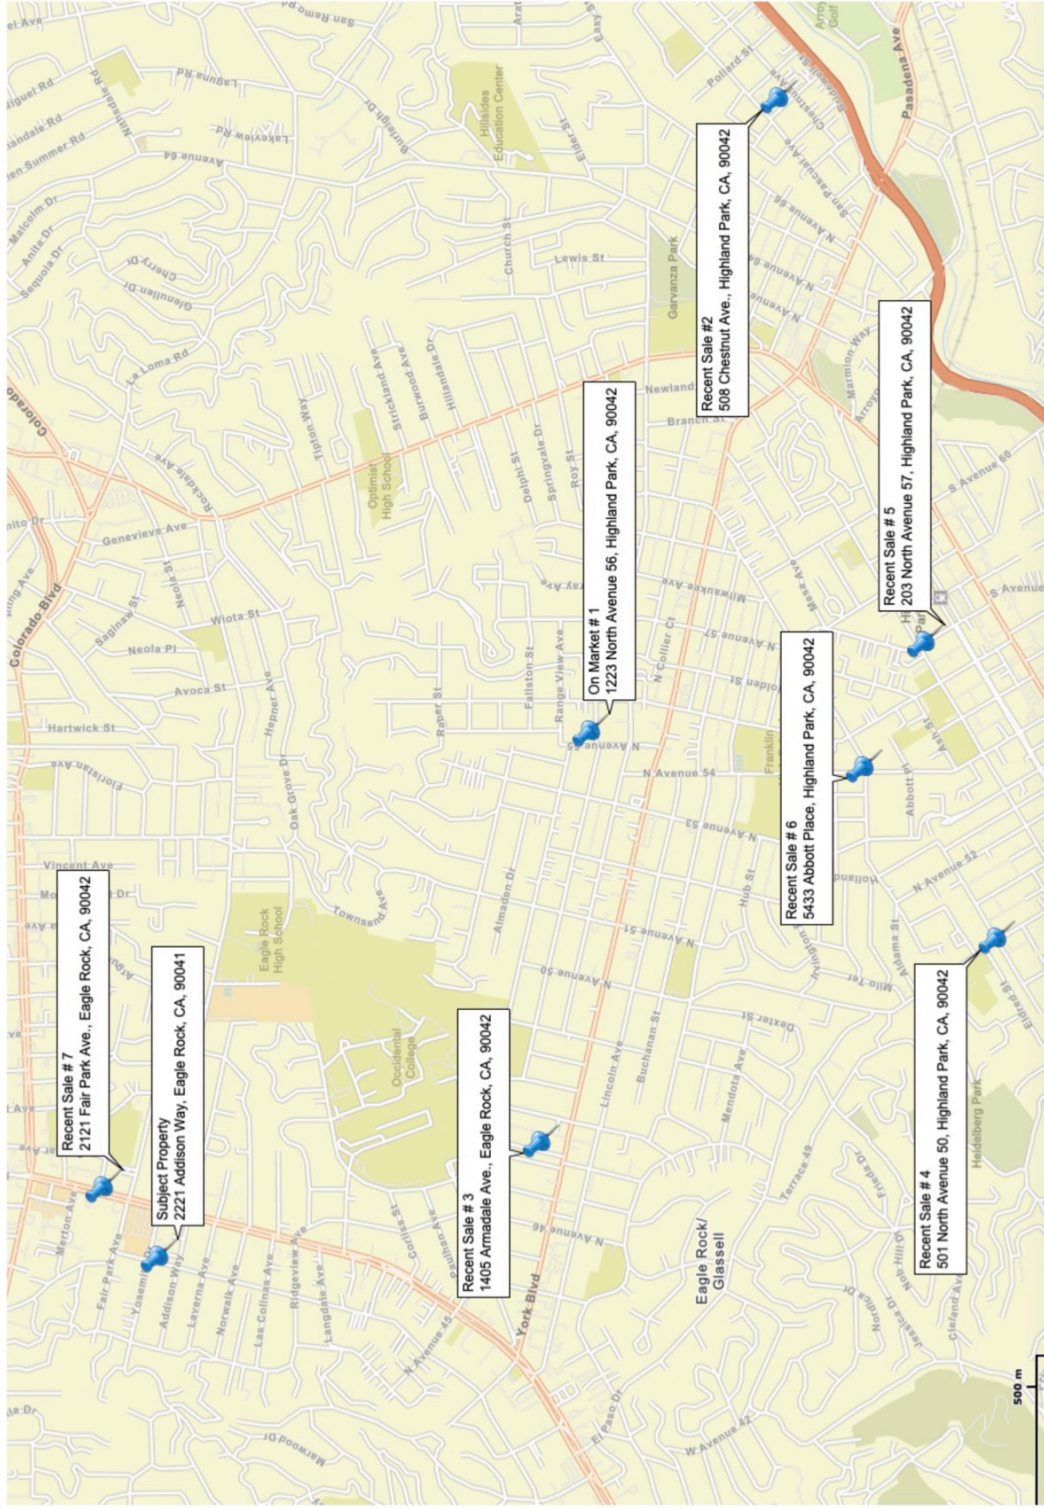 Recent Sale # 7
2121 Fair Park Ave., Eagle Rock, CA, 90042
Subject Property
2221 Addison Way, Eagle Rock, CA, 90041
Recent Sale # 3
1405 Armadale Ave., Eagle Rock, CA, 90042
On Market # 1
1223 North Avenue 56, Highland Park, CA, 90042
Recent Sale #2
508 Chestnut Ave., Highland Park, CA, 90042
Recent Sale # 6
5433 Abbott Place, Highland Park, CA, 90042
Recent Sale # 5
203 North Avenue 57, Highland Park, CA, 90042
Recent Sale # 4
501 North Avenue 50, Highland Park, CA, 90042
Colorado Blvd
Colorado
Hartwick St
Floristan Ave
Vincent Ave
Avoca St
Neola Pl
Neola St
Saginaw St
Wiota St
Genevieve Ave
Rockdale Ave
La Loma Rd
Hepner Ave
Oak Grove Dr
Townsend Ave
Eagle Rock
High School
Occidental
College
Merton Ave
Fair Park Ave
Addison Way
Laverna Ave
Norwalk Ave
Las Colinas Ave
Ridgeview Ave
Langdale Ave
Corliss St
N Avenue 45
N Avenue 46
York Blvd
El Paso Dr
W Avenue 42
Marwood Dr
Eagle Rock/
Glassell
Nordica Dr
Jessica Dr
Cleland Ave
Frieda Dr
Terrace 49
Mendota Ave
Dexter St
Buchanan St
Lincoln Ave
N Avenue 50
N Avenue 51
Almaden Dr
N Avenue 53
N Avenue 54
Hub St
Milo Ter
Aldama St
N Avenue 52
Eldred St
Heidelberg Park
Abbott Pl
Ash St
Franklin
N Avenue 57
N Collier Ct
Milwaukee Ave
Mesa Ave
Raber St
Fallston St
Range View Ave
Delphi St
Springvale Dr
Roy St
Tipton Way
Strickland Ave
Burwood Ave
Hillandale Dr
Optimist
High School
Newland
Branch St
Garvanza Park
Church St
Lewis St
Elder St
Hillsides
Education Center
Burleigh Dr
Avenue 64
Lakeview Rd
Laguna Rd
Nithsdale Rd
San Remo Rd
Malcolm Dr
Anita Dr
Sequoia Dr
Cherry Dr
Glenullen Dr
Pollard St
San Pascual Ave
N Avenue 66
Pasadena Ave
Marmion Way
S Avenue 60
S Avenue
500 m